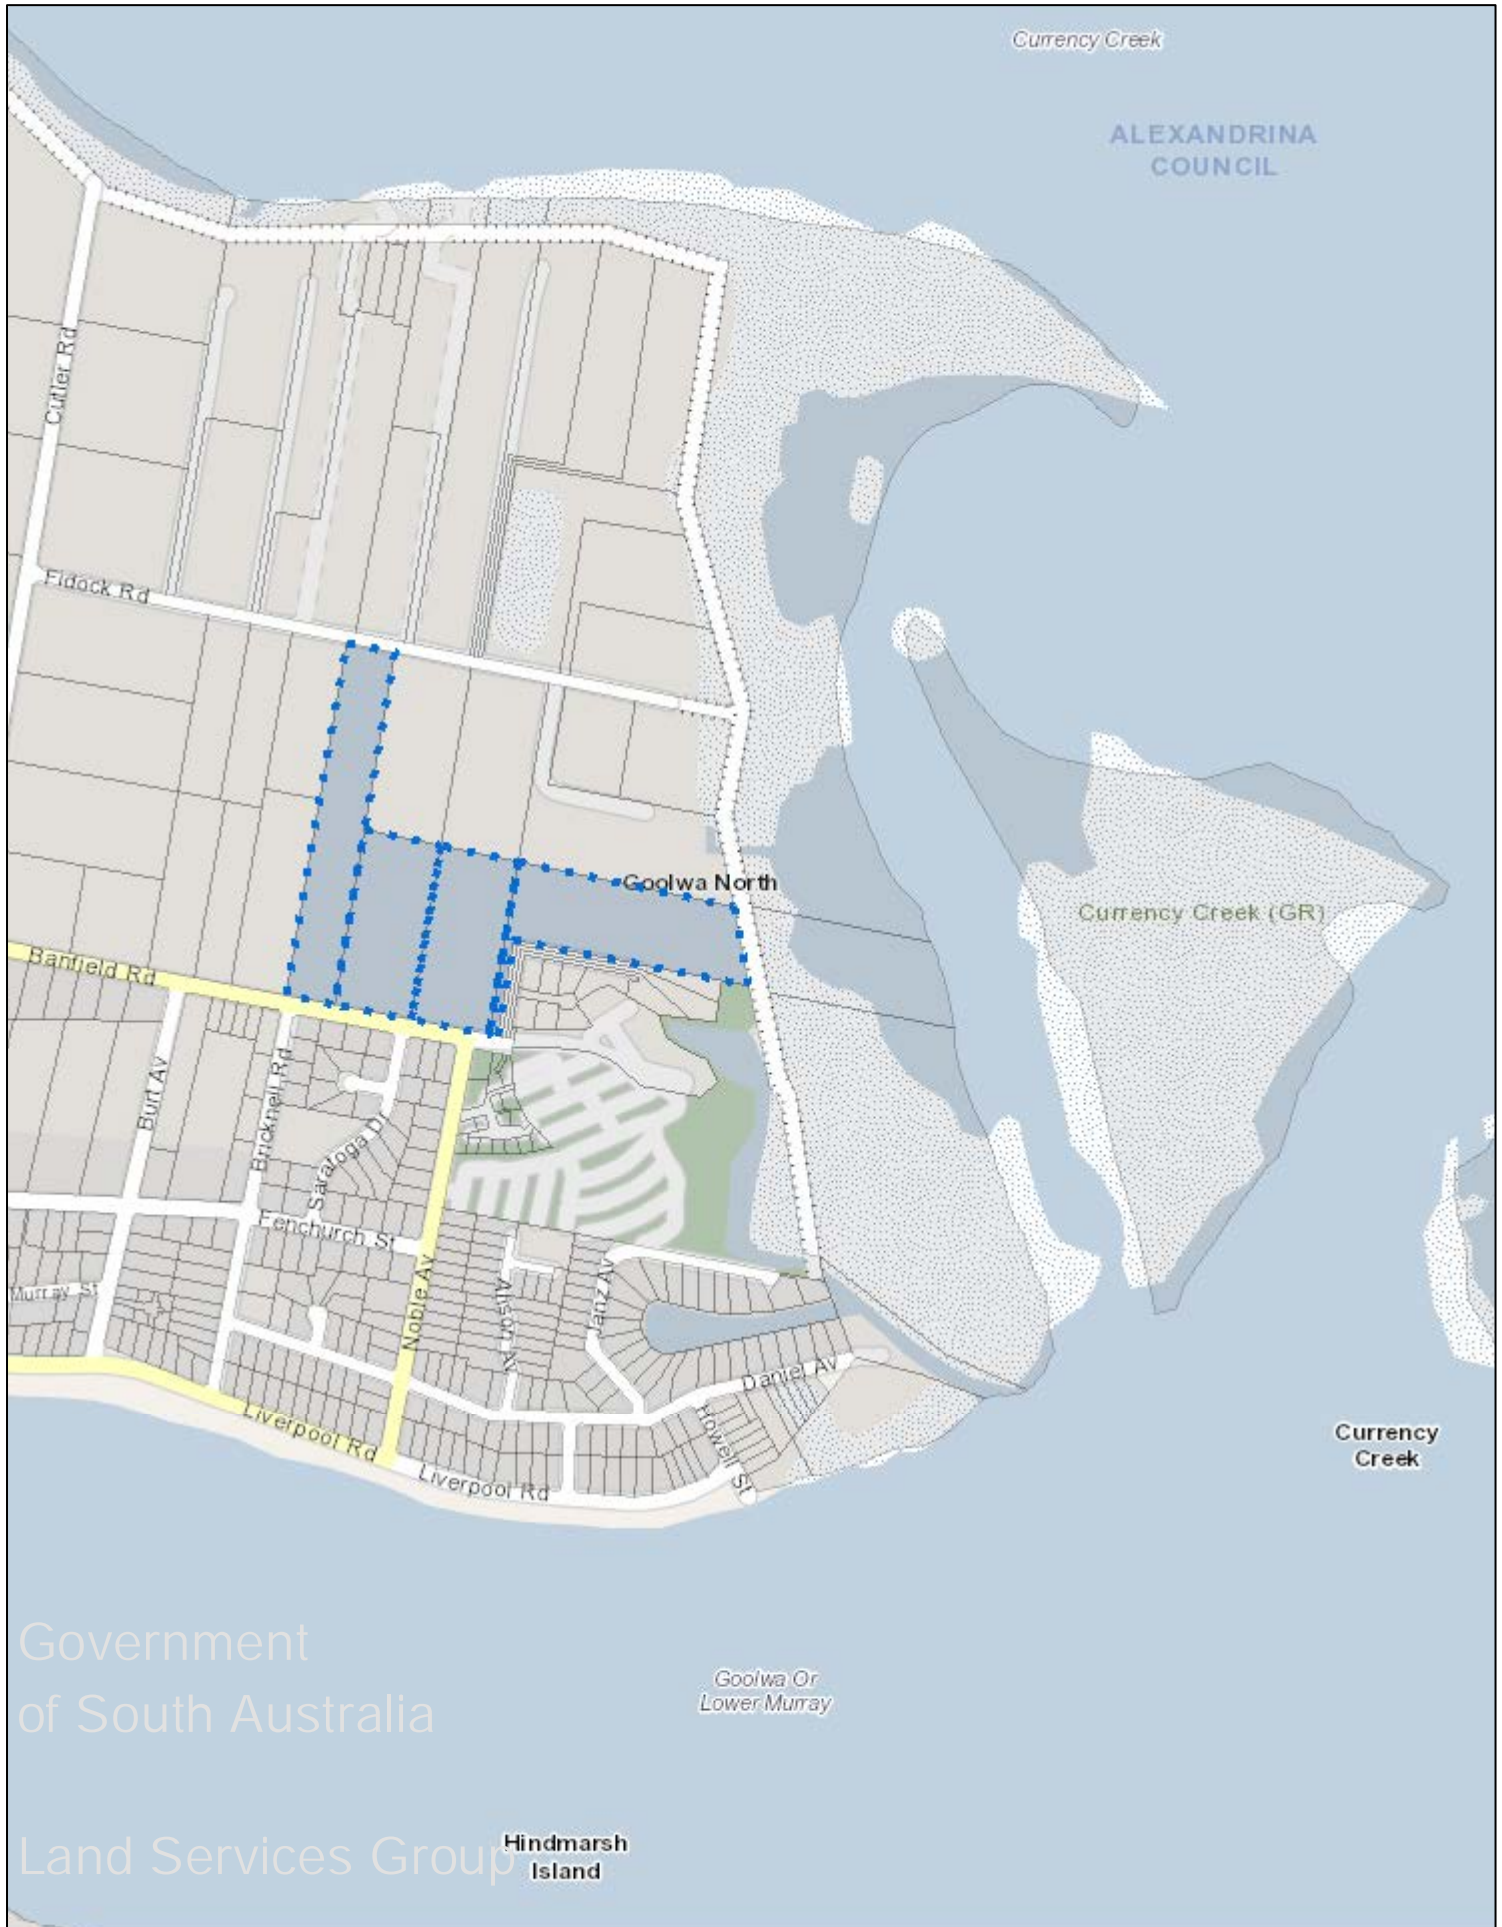 Currency Creek
ALEXANDRINA
COUNCIL
Cutler Rd
Fidock Rd
Goolwa North
Currency Creek (GR)
Banfield Rd
Burt Av
Bricknell Rd
Saratoga Dr
Fenchurch St
Murray St
Noble Av
Alison Av
Janz Av
Daniel Av
Howell St
Liverpool Rd
Liverpool Rd
Currency
Creek
Government
of South Australia
Goolwa Or
Lower Murray
Land Services Group
Hindmarsh
Island